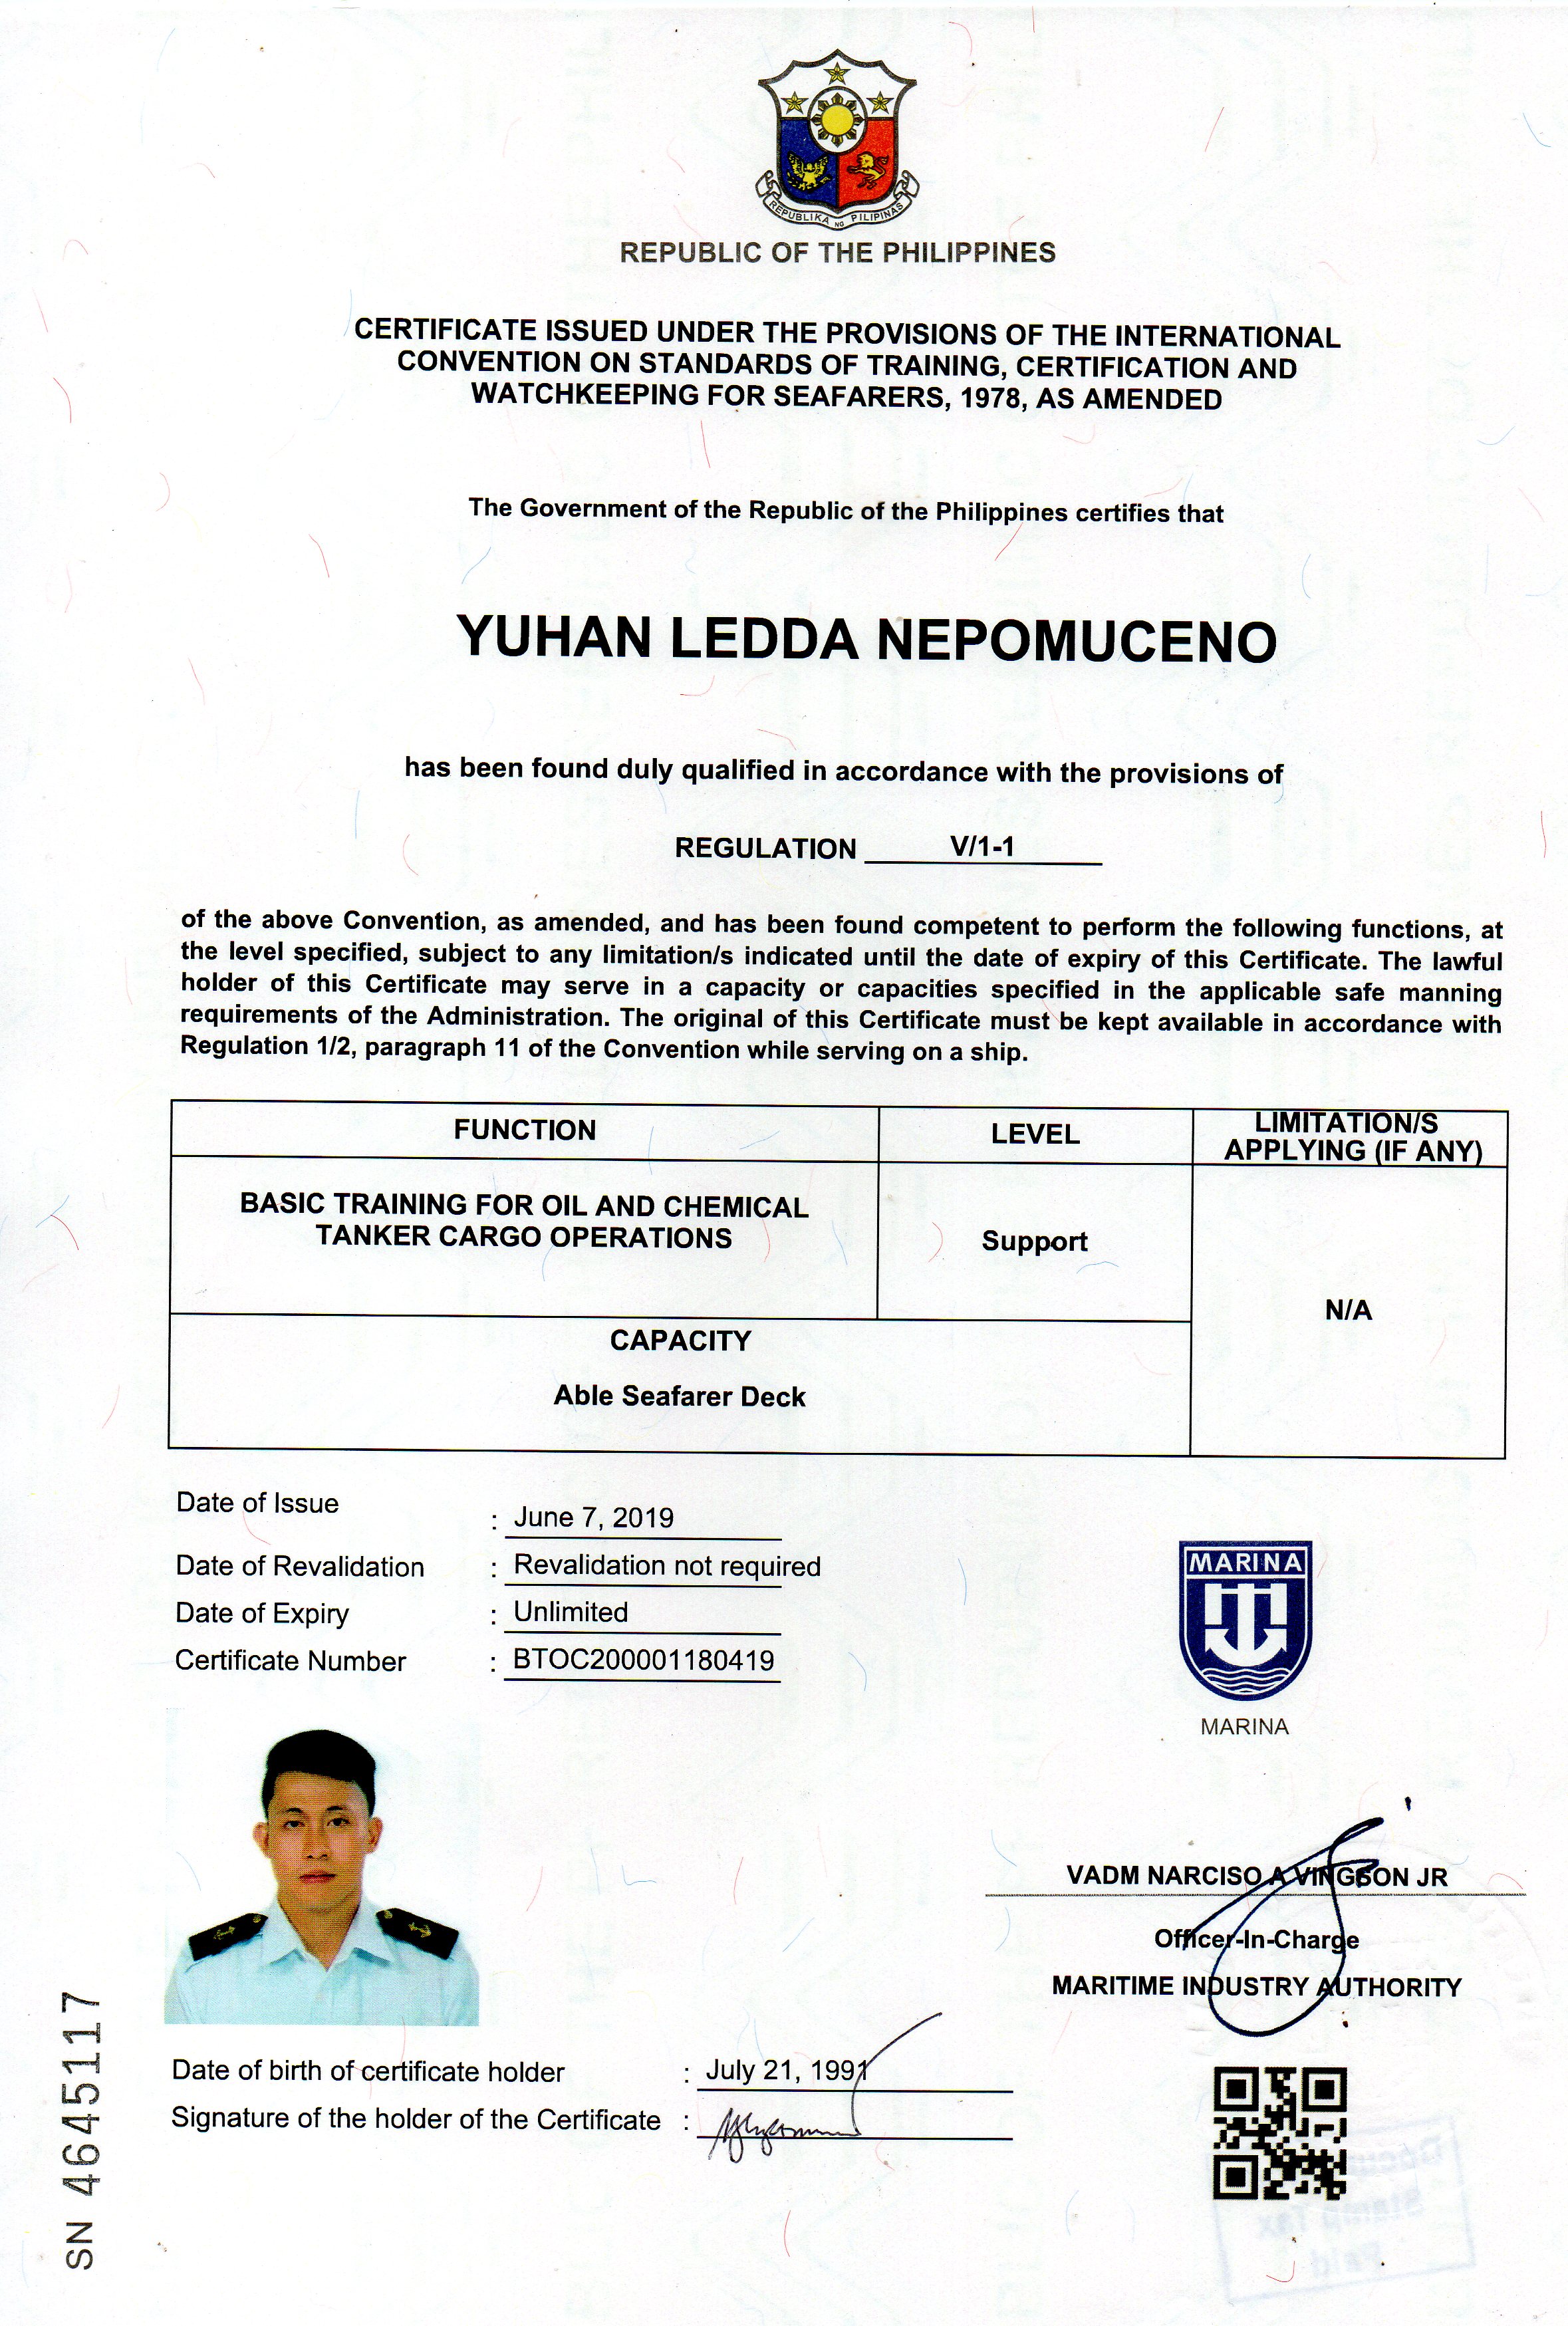 REPUBLIKA NG PILIPINAS
REPUBLIC OF THE PHILIPPINES
CERTIFICATE ISSUED UNDER THE PROVISIONS OF THE INTERNATIONAL
CONVENTION ON STANDARDS OF TRAINING, CERTIFICATION AND
WATCHKEEPING FOR SEAFARERS, 1978, AS AMENDED
The Government of the Republic of the Philippines certifies that
YUHAN LEDDA NEPOMUCENO
has been found duly qualified in accordance with the provisions of
REGULATION V/1-1
of the above Convention, as amended, and has been found competent to perform the following functions, at
the level specified, subject to any limitation/s indicated until the date of expiry of this Certificate. The lawful
holder of this Certificate may serve in a capacity or capacities specified in the applicable safe manning
requirements of the Administration. The original of this Certificate must be kept available in accordance with
Regulation 1/2, paragraph 11 of the Convention while serving on a ship.
FUNCTION LEVEL LIMITATION/S
APPLYING (IF ANY)
BASIC TRAINING FOR OIL AND CHEMICAL
TANKER CARGO OPERATIONS
Support
N/A
CAPACITY
Able Seafarer Deck
Date of Issue : June 7, 2019
Date of Revalidation : Revalidation not required
Date of Expiry : Unlimited
Certificate Number : BTOC200001180419
MARINA
MARINA
VADM NARCISO A VINGSON JR
Officer-In-Charge
MARITIME INDUSTRY AUTHORITY
Date of birth of certificate holder : July 21, 1991
Signature of the holder of the Certificate :
SN 4645117
Documentary
Stamp Tax
Paid